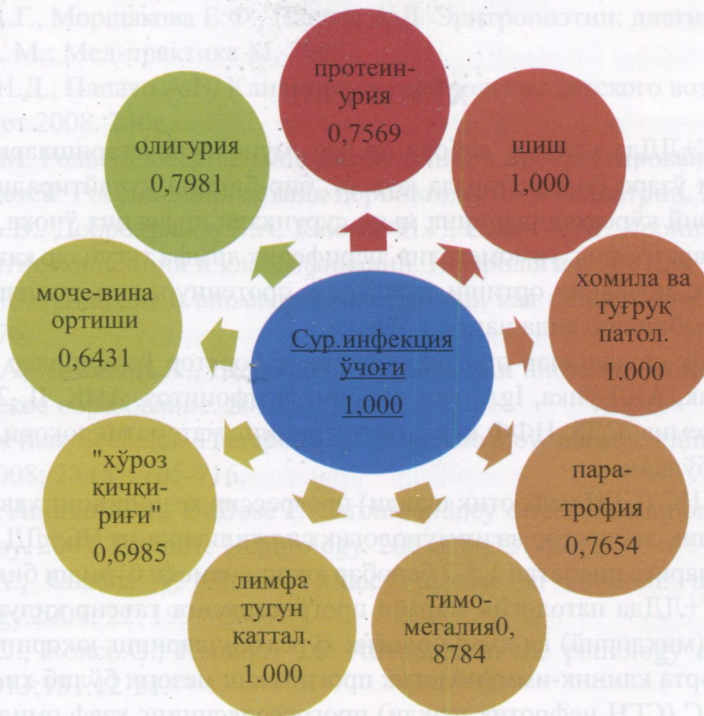 протеин-
урия
0,7569
шиш
1,000
хомила ва
туғруқ
патол.
1.000
пара-
трофия
0,7654
тимо-
мегалия0,
8784
лимфа
тугун
каттал.
1.000
"хўроз
қичқи-
риғи"
0,6985
моче-вина
ортиши
0,6431
олигурия
0,7981
Сур.инфекция
ўчоғи
1,000